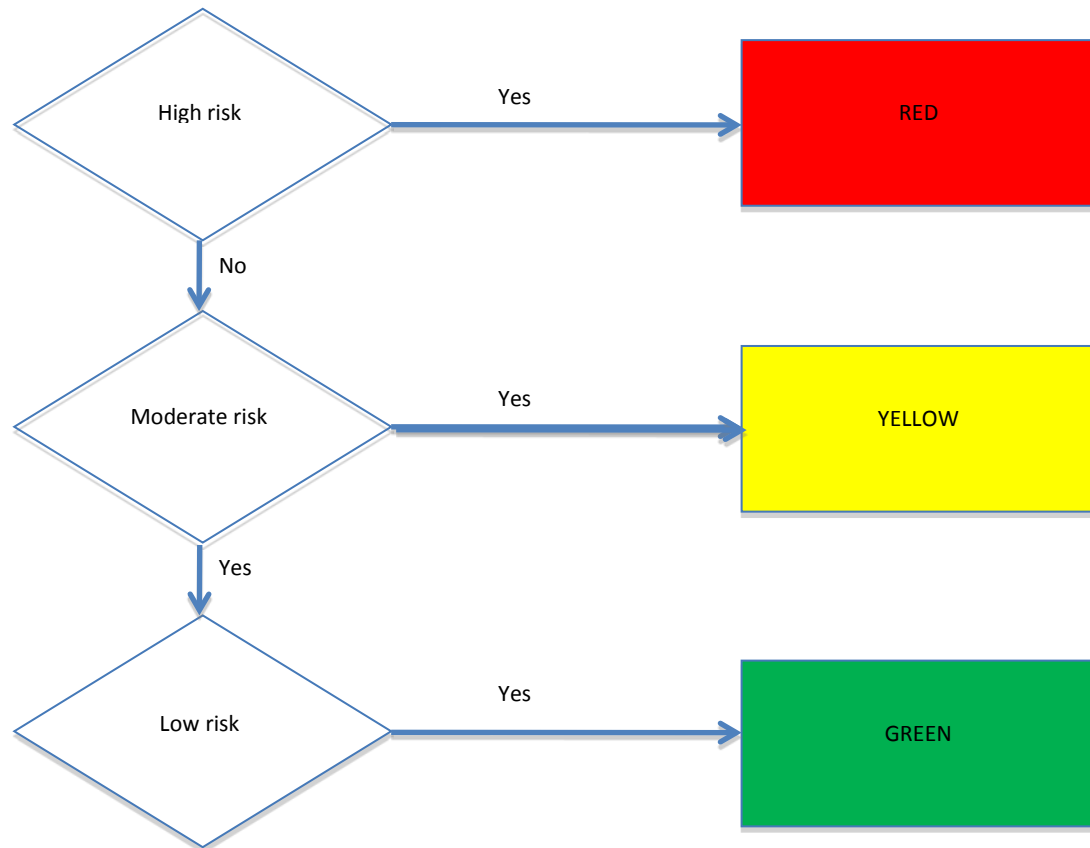 High risk
Yes
RED
No
Moderate risk
Yes
YELLOW
Yes
Low risk
Yes
GREEN